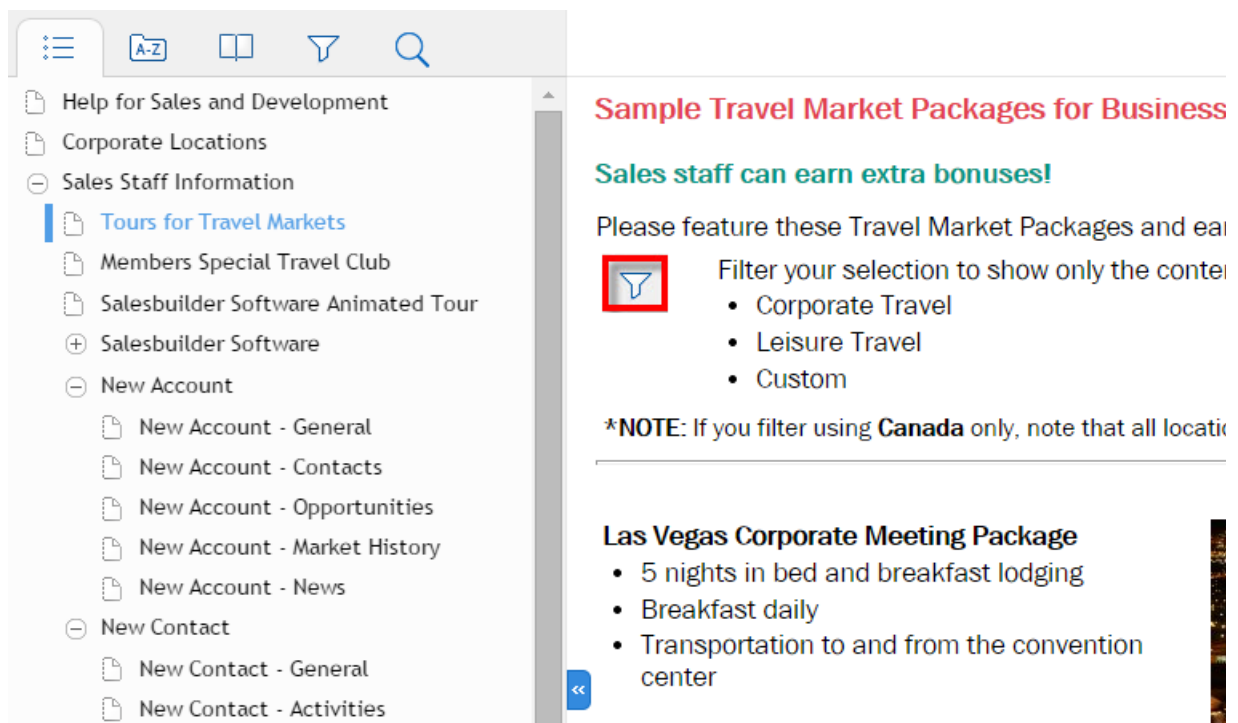 A-Z
Help for Sales and Development
Corporate Locations
Sales Staff Information
Tours for Travel Markets
Members Special Travel Club
Salesbuilder Software Animated Tour
Salesbuilder Software
New Account
New Account - General
New Account - Contacts
New Account - Opportunities
New Account - Market History
New Account - News
New Contact
New Contact - General
New Contact - Activities
«
Sample Travel Market Packages for Business
Sales staff can earn extra bonuses!
Please feature these Travel Market Packages and ear
Filter your selection to show only the conte
• Corporate Travel
• Leisure Travel
• Custom
*NOTE: If you filter using Canada only, note that all locatio
Las Vegas Corporate Meeting Package
• 5 nights in bed and breakfast lodging
• Breakfast daily
• Transportation to and from the convention
center